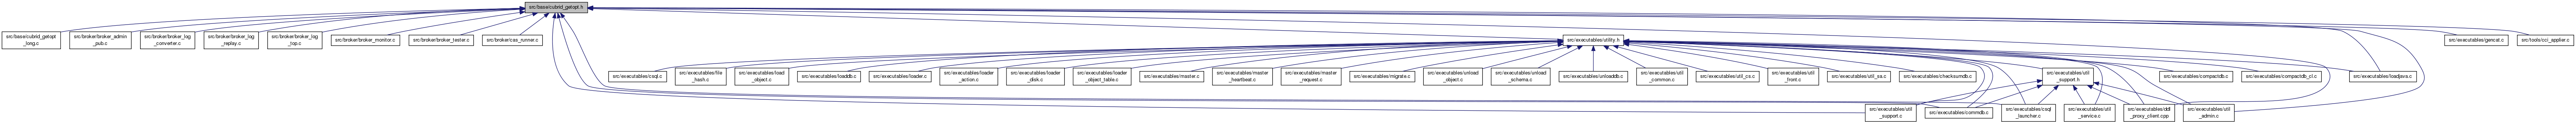 src/base/cubrid_getopt.h
src/base/cubrid_getopt
_long.c
src/broker/broker_admin
_pub.c
src/broker/broker_log
_converter.c
src/broker/broker_log
_replay.c
src/broker/broker_log
_top.c
src/broker/broker_monitor.c
src/broker/broker_tester.c
src/broker/cas_runner.c
src/executables/utility.h
src/executables/gencat.c
src/tools/cci_applier.c
src/executables/csql.c
src/executables/file
_hash.c
src/executables/load
_object.c
src/executables/loaddb.c
src/executables/loader.c
src/executables/loader
_action.c
src/executables/loader
_disk.c
src/executables/loader
_object_table.c
src/executables/master.c
src/executables/master
_heartbeat.c
src/executables/master
_request.c
src/executables/migrate.c
src/executables/unload
_object.c
src/executables/unload
_schema.c
src/executables/unloaddb.c
src/executables/util
_common.c
src/executables/util_cs.c
src/executables/util
_front.c
src/executables/util_sa.c
src/executables/checksumdb.c
src/executables/util
_support.h
src/executables/compactdb.c
src/executables/compactdb_cl.c
src/executables/loadjava.c
src/executables/util
_support.c
src/executables/commdb.c
src/executables/csql
_launcher.c
src/executables/util
_service.c
src/executables/ddl
_proxy_client.cpp
src/executables/util
_admin.c